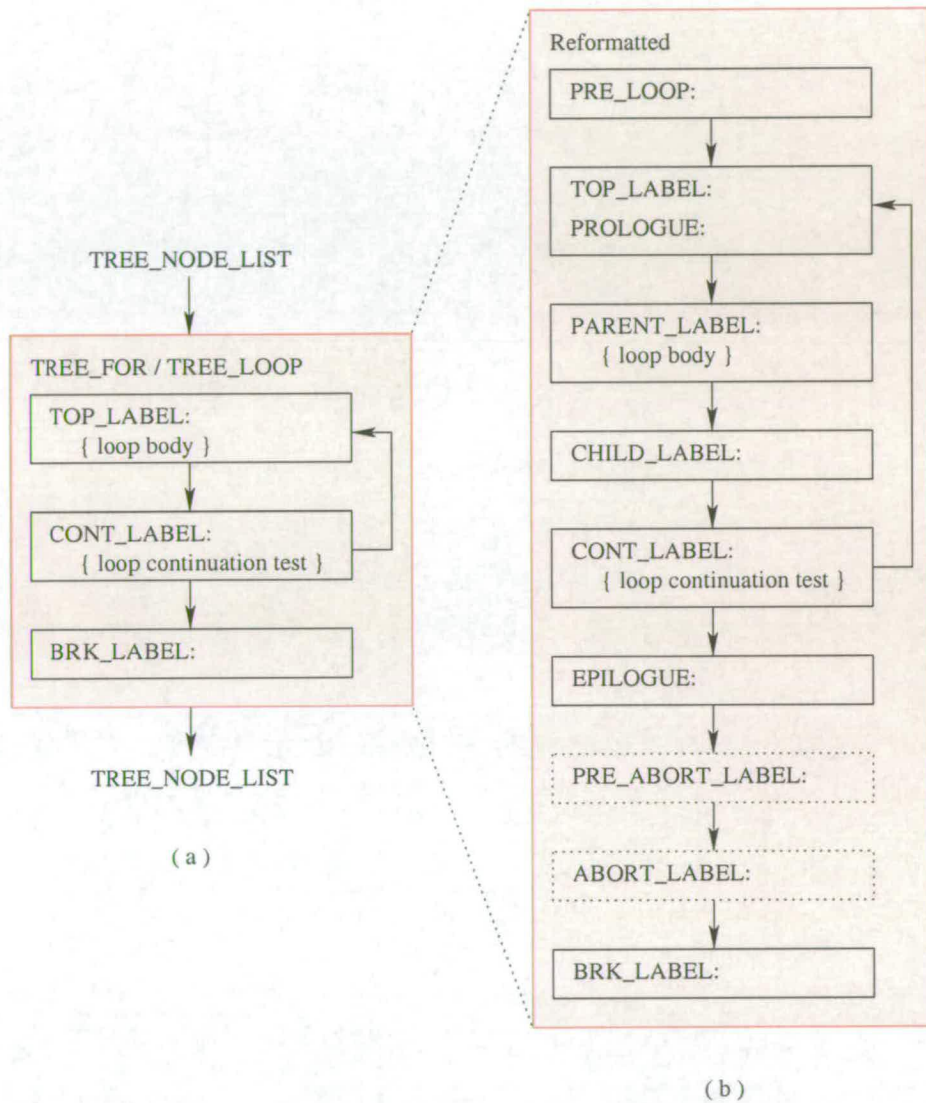 TREE_NODE_LIST
TREE_FOR / TREE_LOOP
TOP_LABEL:
{ loop body }
CONT_LABEL:
{ loop continuation test }
BRK_LABEL:
TREE_NODE_LIST
( a )
Reformatted
PRE_LOOP:
TOP_LABEL:
PROLOGUE:
PARENT_LABEL:
{ loop body }
CHILD_LABEL:
CONT_LABEL:
{ loop continuation test }
EPILOGUE:
PRE_ABORT_LABEL:
ABORT_LABEL:
BRK_LABEL:
( b )